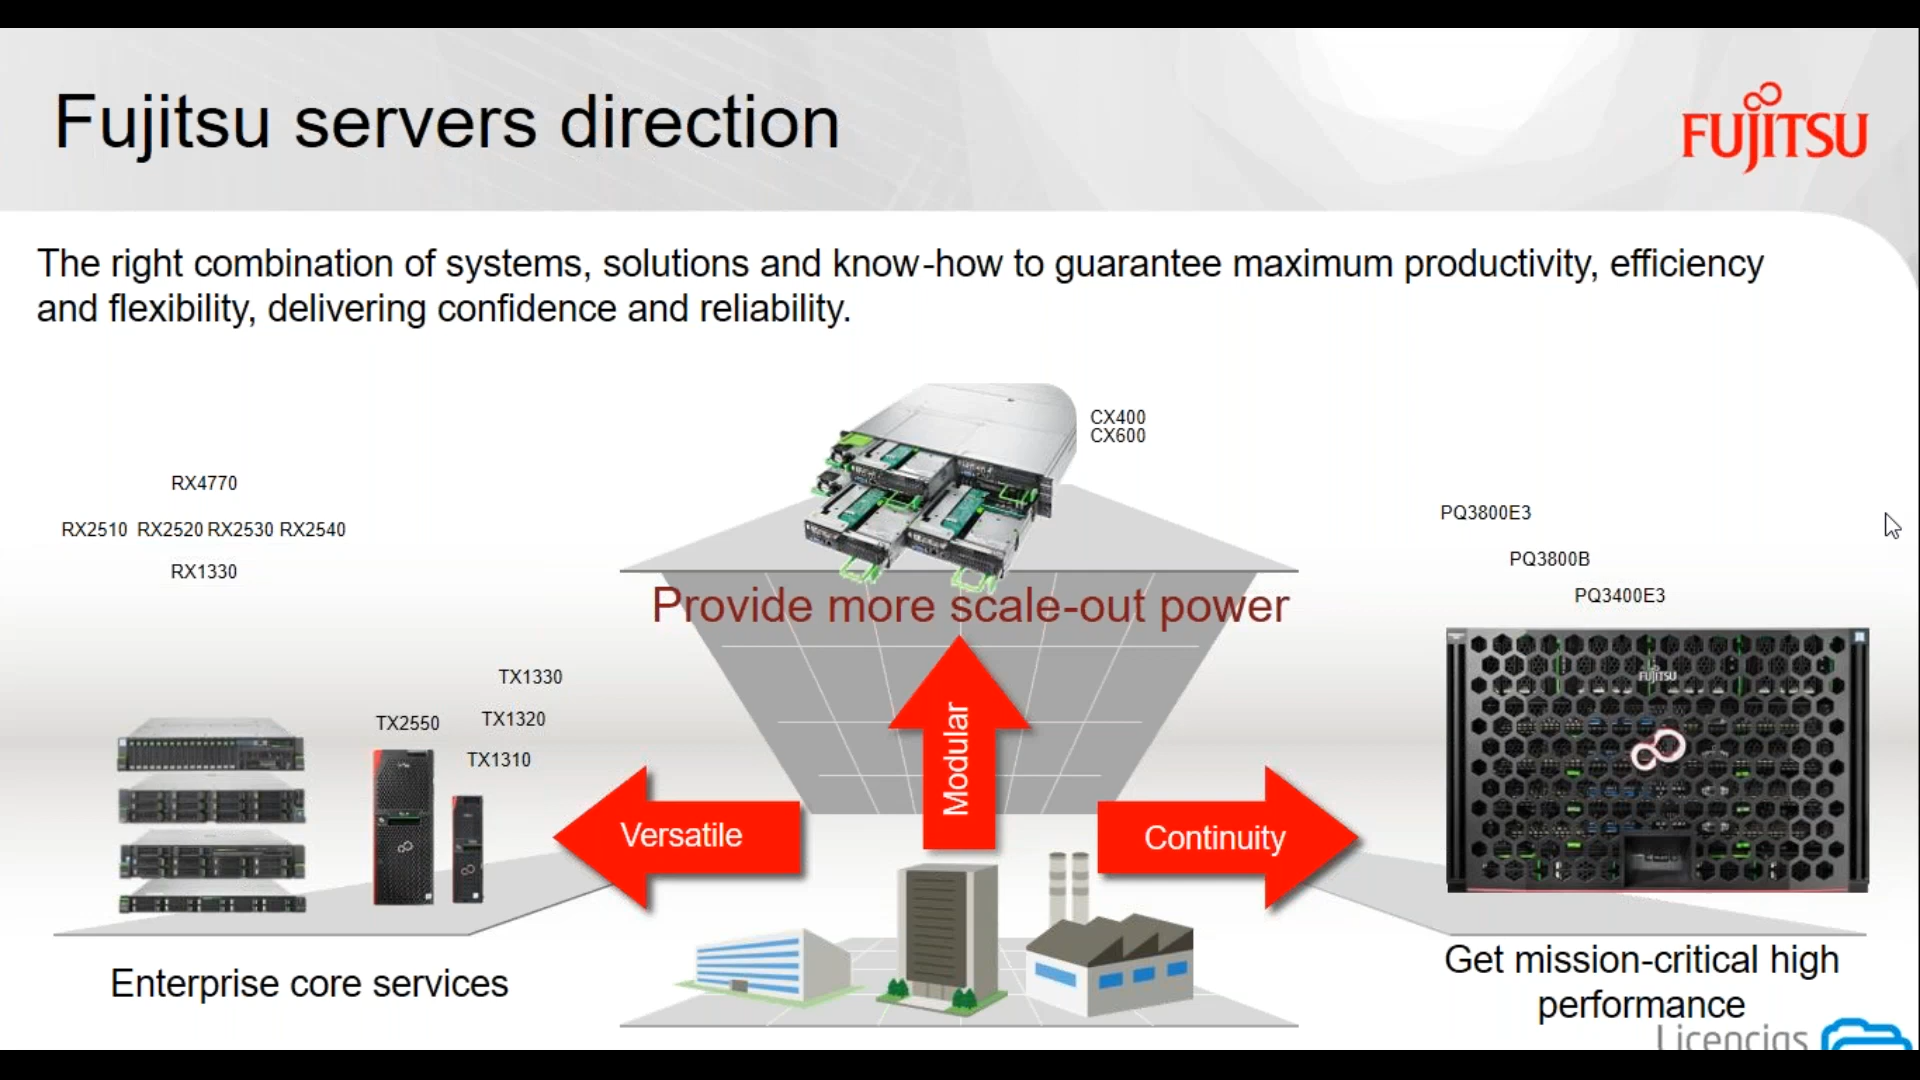 Fujitsu servers direction
FUJITSU
The right combination of systems, solutions and know-how to guarantee maximum productivity, efficiency
and flexibility, delivering confidence and reliability.
CX400
CX600
RX4770
RX2510 RX2520 RX2530 RX2540
RX1330
PQ3800E3
PQ3800B
PQ3400E3
Provide more scale-out power
TX1330
TX2550
TX1320
TX1310
FUJITSU
Modular
Versatile
Continuity
Enterprise core services
Get mission-critical high
performance
Licencias